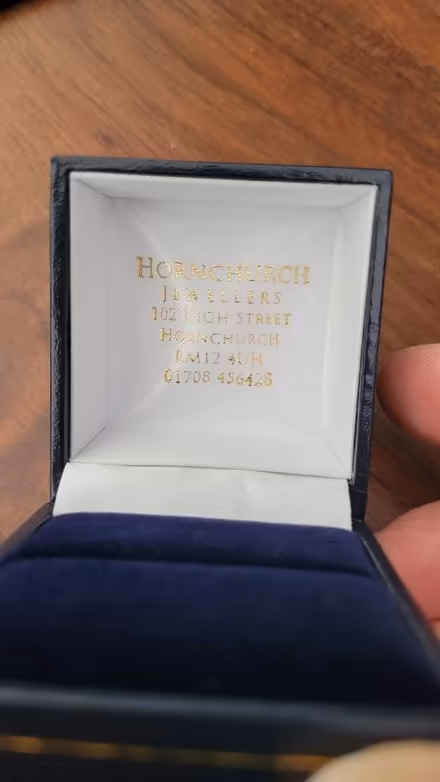 HORNCHURCH
JEWELLERS
102 HIGH STREET
HORNCHURCH
RM12 4UH
01708 456428